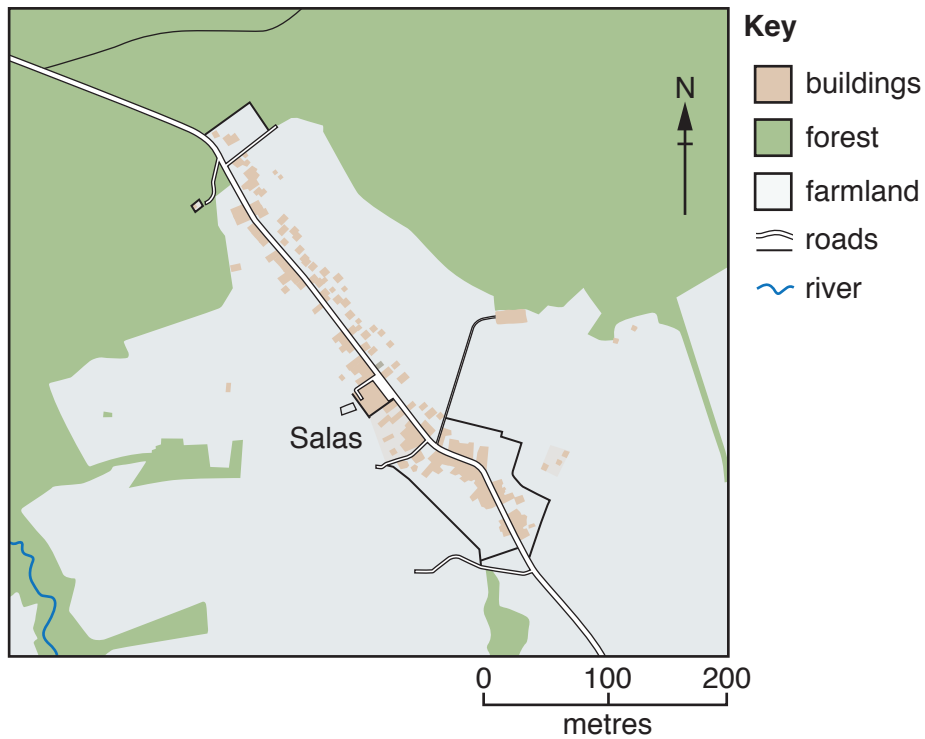 Key
N
buildings
forest
farmland
roads
river
Salas
0 100 200
metres